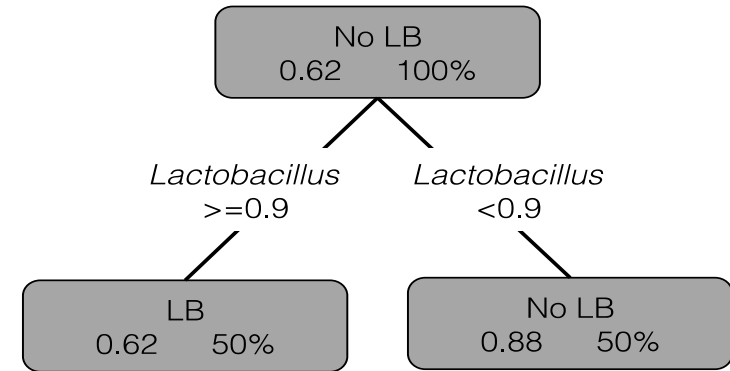 No LB
0.62 100%
Lactobacillus
>=0.9
Lactobacillus
<0.9
LB
0.62 50%
No LB
0.88 50%